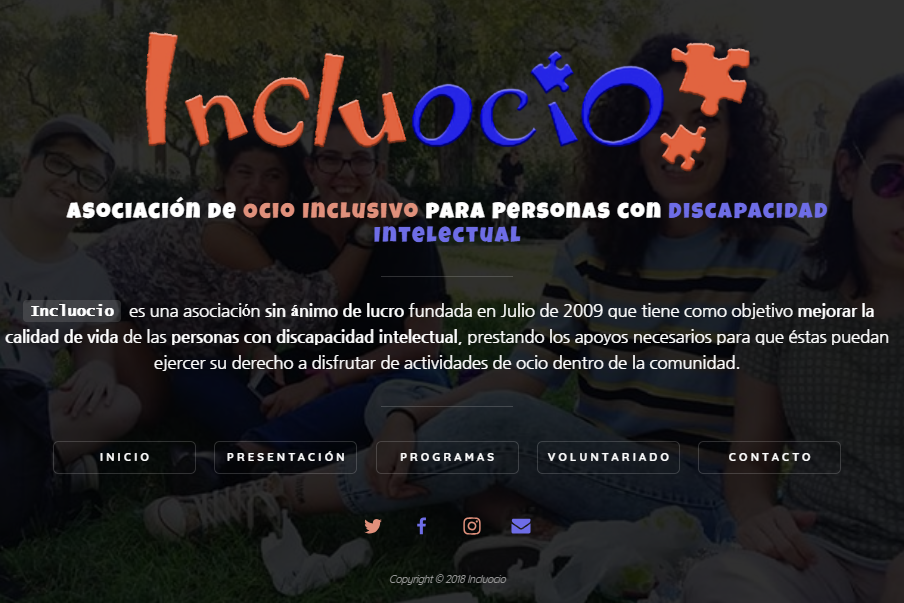 Incluocio
Asociación de ocio inclusivo para personas con discapacidad
intelectual
Incluocio es una asociación sin ánimo de lucro fundada en Julio de 2009 que tiene como objetivo mejorar la
calidad de vida de las personas con discapacidad intelectual, prestando los apoyos necesarios para que éstas puedan
ejercer su derecho a disfrutar de actividades de ocio dentro de la comunidad.
INICIO PRESENTACIÓN PROGRAMAS VOLUNTARIADO CONTACTO
Copyright © 2018 Incluocio